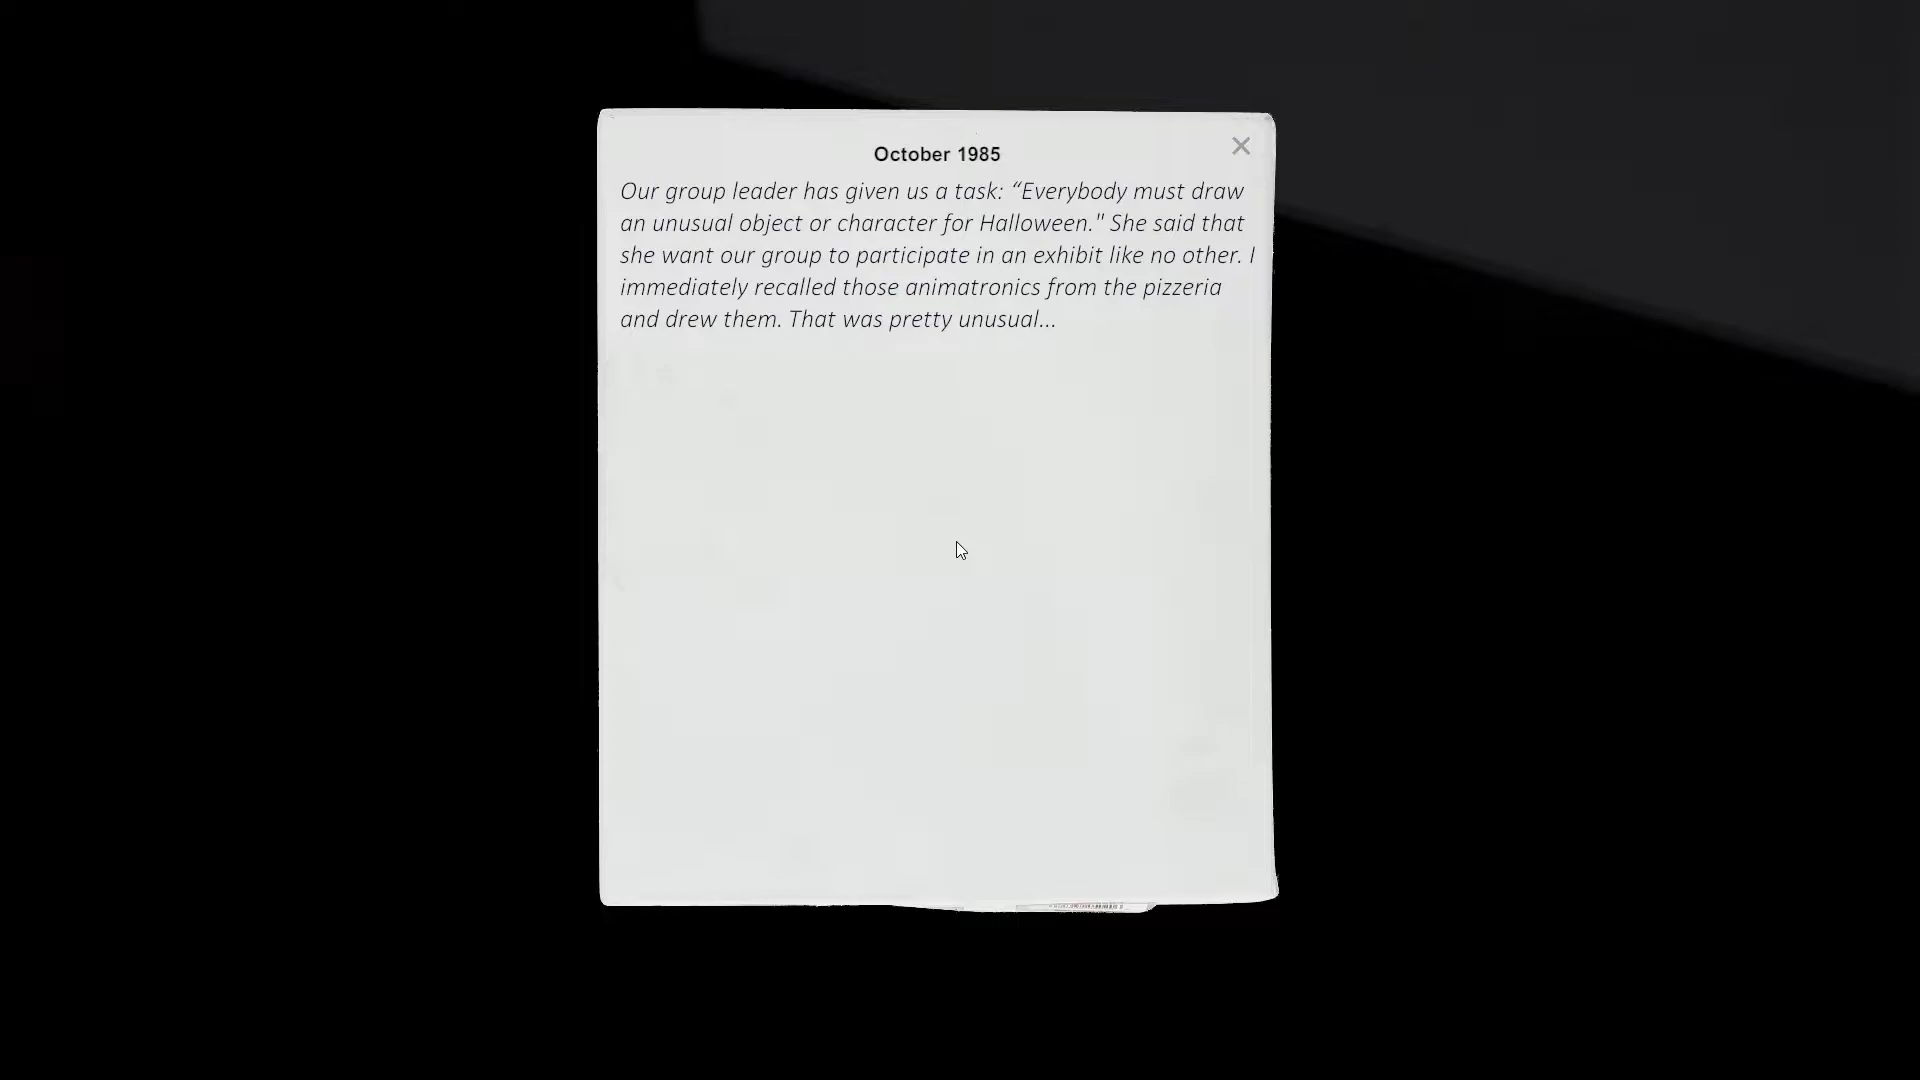 October 1985
Our group leader has given us a task: “Everybody must draw
an unusual object or character for Halloween." She said that
she want our group to participate in an exhibit like no other. I
immediately recalled those animatronics from the pizzeria
and drew them. That was pretty unusual...